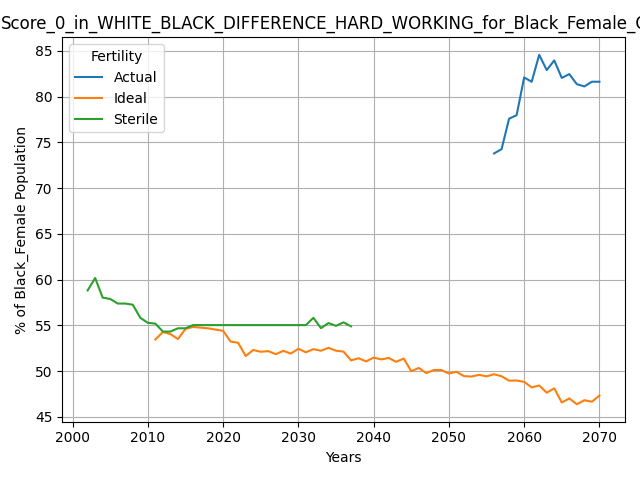 Score_0_in_WHITE_BLACK_DIFFERENCE_HARD_WORKING_for_Black_Female_
Fertility
Actual
Ideal
Sterile
% of Black_Female Population
85
80
75
70
65
60
55
50
45
2000 2010 2020 2030 2040 2050 2060 2070
Years